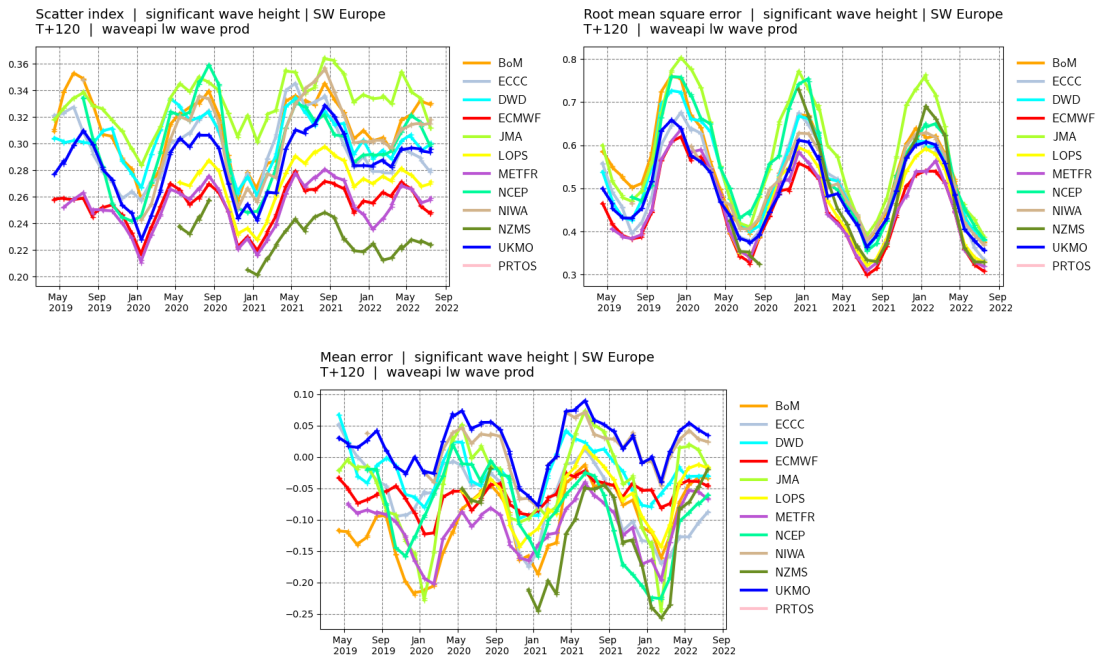 Scatter index | significant wave height | SW Europe
T+120 | waveapi lw wave prod
0.36
0.34
0.32
0.30
0.28
0.26
0.24
0.22
0.20
May 2019
Sep 2019
Jan 2020
May 2020
Sep 2020
Jan 2021
May 2021
Sep 2021
Jan 2022
May 2022
Sep 2022
BoM
ECCC
DWD
ECMWF
JMA
LOPS
METFR
NCEP
NIWA
NZMS
UKMO
PRTOS
Root mean square error | significant wave height | SW Europe
T+120 | waveapi lw wave prod
0.8
0.7
0.6
0.5
0.4
0.3
May 2019
Sep 2019
Jan 2020
May 2020
Sep 2020
Jan 2021
May 2021
Sep 2021
Jan 2022
May 2022
Sep 2022
BoM
ECCC
DWD
ECMWF
JMA
LOPS
METFR
NCEP
NIWA
NZMS
UKMO
PRTOS
Mean error | significant wave height | SW Europe
T+120 | waveapi lw wave prod
0.10
0.05
0.00
−0.05
−0.10
−0.15
−0.20
−0.25
May 2019
Sep 2019
Jan 2020
May 2020
Sep 2020
Jan 2021
May 2021
Sep 2021
Jan 2022
May 2022
Sep 2022
BoM
ECCC
DWD
ECMWF
JMA
LOPS
METFR
NCEP
NIWA
NZMS
UKMO
PRTOS